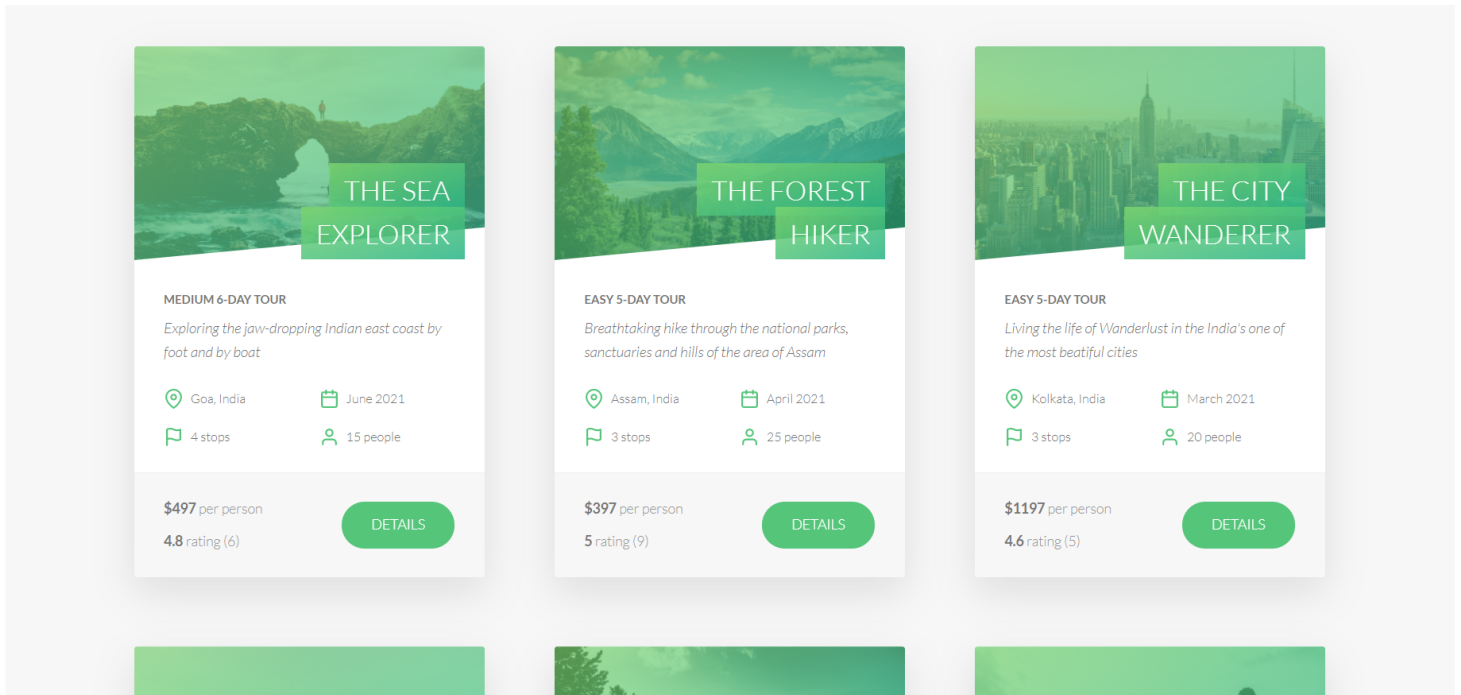 THE SEA
EXPLORER
MEDIUM 6-DAY TOUR
Exploring the jaw-dropping Indian east coast by
foot and by boat
Goa, India
June 2021
4 stops
15 people
$497 per person
4.8 rating (6)
DETAILS
THE FOREST
HIKER
EASY 5-DAY TOUR
Breathtaking hike through the national parks,
sanctuaries and hills of the area of Assam
Assam, India
April 2021
3 stops
25 people
$397 per person
5 rating (9)
DETAILS
THE CITY
WANDERER
EASY 5-DAY TOUR
Living the life of Wanderlust in the India's one of
the most beatiful cities
Kolkata, India
March 2021
3 stops
20 people
$1197 per person
4.6 rating (5)
DETAILS